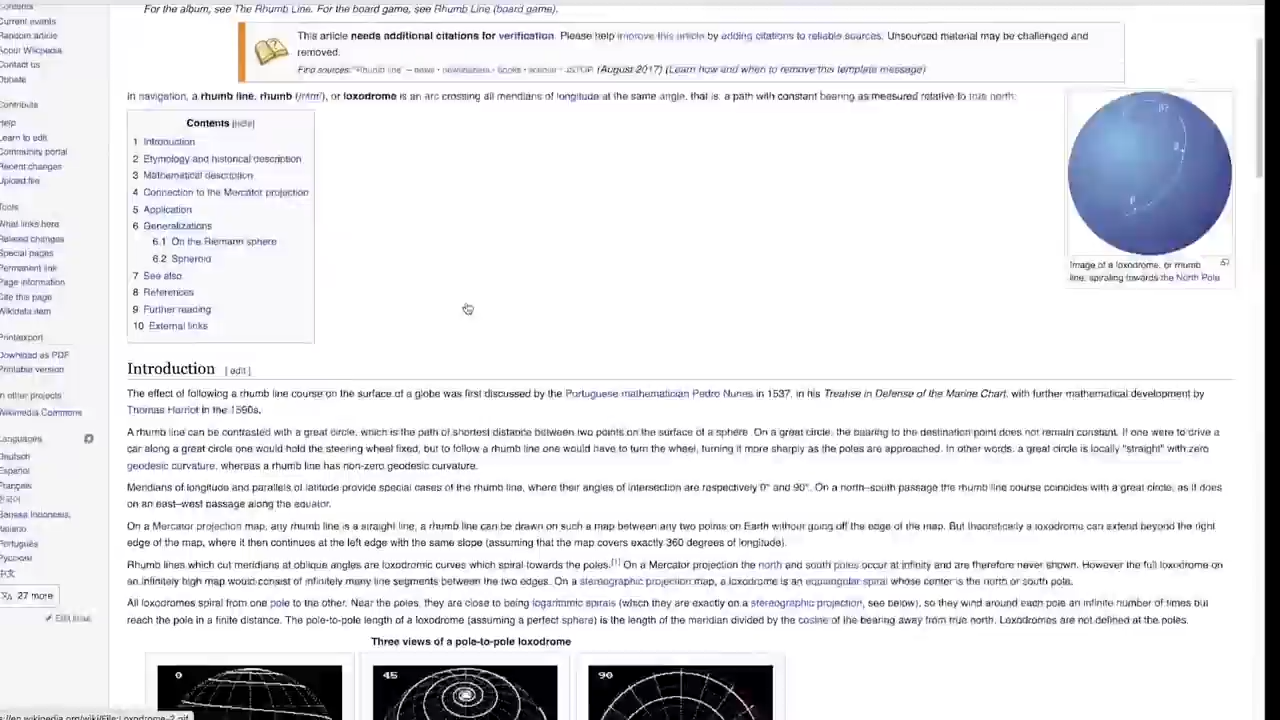 For the album, see The Rhumb Line. For the board game, see Rhumb Line (board game).
Contents
Current events
Random article
About Wikipedia
Contact us
Donate
Contribute
Help
Learn to edit
Community portal
Recent changes
Upload file
Tools
What links here
Related changes
Special pages
Permanent link
Page information
Cite this page
Wikidata item
Print/export
Download as PDF
Printable version
In other projects
Wikimedia Commons
Languages
Deutsch
Español
Français
한국어
Bahasa Indonesia
Italiano
Português
Русский
中文
27 more
Edit links
This article needs additional citations for verification. Please help improve this article by adding citations to reliable sources. Unsourced material may be challenged and
removed.
Find sources: "Rhumb line" – news · newspapers · books · scholar · JSTOR (August 2017) (Learn how and when to remove this template message)
In navigation, a rhumb line, rhumb (/rʌm/), or loxodrome is an arc crossing all meridians of longitude at the same angle, that is, a path with constant bearing as measured relative to true north.
Contents [hide]
1 Introduction
2 Etymology and historical description
3 Mathematical description
4 Connection to the Mercator projection
5 Application
6 Generalizations
6.1 On the Riemann sphere
6.2 Spheroid
7 See also
8 References
9 Further reading
10 External links
Image of a loxodrome, or rhumb
line, spiraling towards the North Pole
Introduction [ edit ]
The effect of following a rhumb line course on the surface of a globe was first discussed by the Portuguese mathematician Pedro Nunes in 1537, in his Treatise in Defense of the Marine Chart, with further mathematical development by
Thomas Harriot in the 1590s.
A rhumb line can be contrasted with a great circle, which is the path of shortest distance between two points on the surface of a sphere. On a great circle, the bearing to the destination point does not remain constant. If one were to drive a
car along a great circle one would hold the steering wheel fixed, but to follow a rhumb line one would have to turn the wheel, turning it more sharply as the poles are approached. In other words, a great circle is locally "straight" with zero
geodesic curvature, whereas a rhumb line has non-zero geodesic curvature.
Meridians of longitude and parallels of latitude provide special cases of the rhumb line, where their angles of intersection are respectively 0° and 90°. On a north–south passage the rhumb line course coincides with a great circle, as it does
on an east–west passage along the equator.
On a Mercator projection map, any rhumb line is a straight line; a rhumb line can be drawn on such a map between any two points on Earth without going off the edge of the map. But theoretically a loxodrome can extend beyond the right
edge of the map, where it then continues at the left edge with the same slope (assuming that the map covers exactly 360 degrees of longitude).
Rhumb lines which cut meridians at oblique angles are loxodromic curves which spiral towards the poles.[1] On a Mercator projection the north and south poles occur at infinity and are therefore never shown. However the full loxodrome on
an infinitely high map would consist of infinitely many line segments between the two edges. On a stereographic projection map, a loxodrome is an equiangular spiral whose center is the north or south pole.
All loxodromes spiral from one pole to the other. Near the poles, they are close to being logarithmic spirals (which they are exactly on a stereographic projection, see below), so they wind around each pole an infinite number of times but
reach the pole in a finite distance. The pole-to-pole length of a loxodrome (assuming a perfect sphere) is the length of the meridian divided by the cosine of the bearing away from true north. Loxodromes are not defined at the poles.
Three views of a pole-to-pole loxodrome
0
45
90
s://en.wikipedia.org/wiki/File:Loxodrome-2.gif